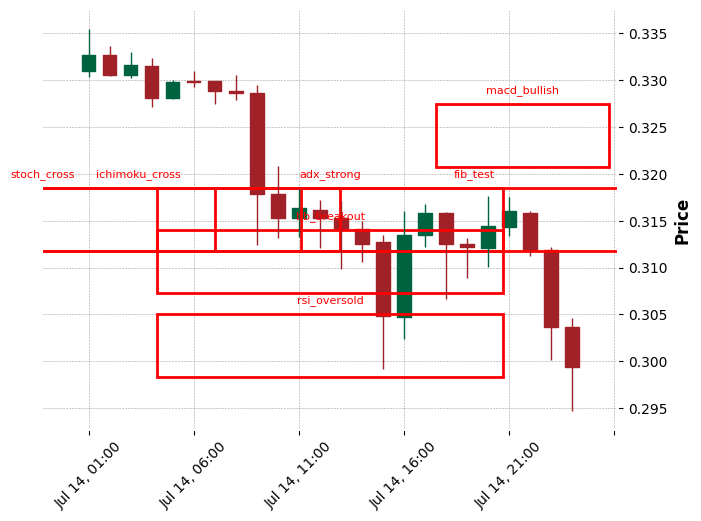 macd_bullish
stoch_cross ichimoku_cross adx_strong fib_test
rsi_oversold
0.335
0.330
0.325
0.320
0.315
0.310
0.305
0.300
0.295
Price
Jul 14, 01:00
Jul 14, 06:00
Jul 14, 11:00
Jul 14, 16:00
Jul 14, 21:00